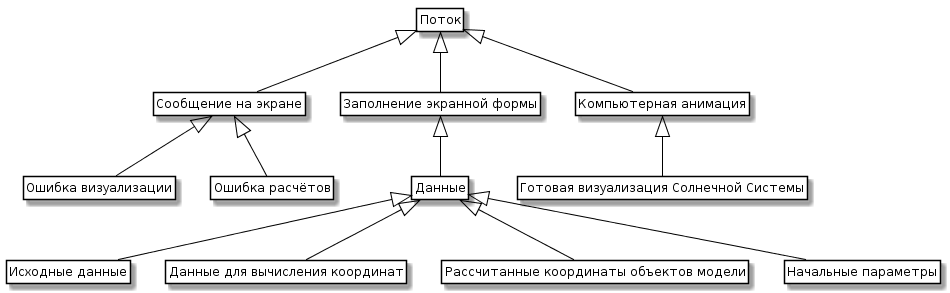 Поток
Сообщение на экране
Заполнение экранной формы
Компьютерная анимация
Ошибка визуализации
Ошибка расчётов
Данные
Готовая визуализация Солнечной Системы
Исходные данные
Данные для вычисления координат
Рассчитанные координаты объектов модели
Начальные параметры